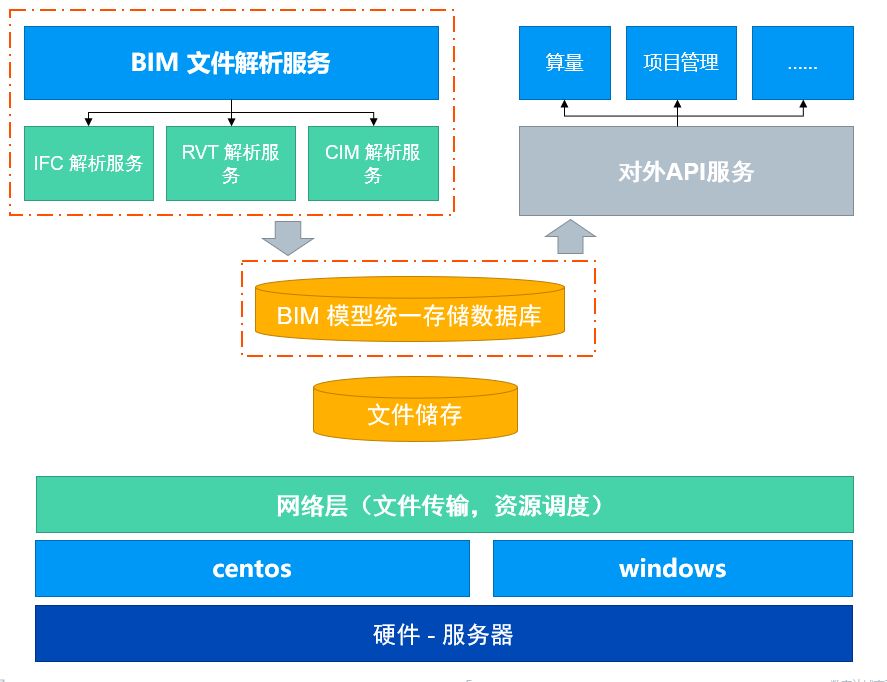 BIM 文件解析服务
IFC 解析服务
RVT 解析服
务
CIM 解析服
务
算量
项目管理
......
对外API服务
BIM 模型统一存储数据库
文件储存
网络层（文件传输，资源调度）
centos
windows
硬件 - 服务器